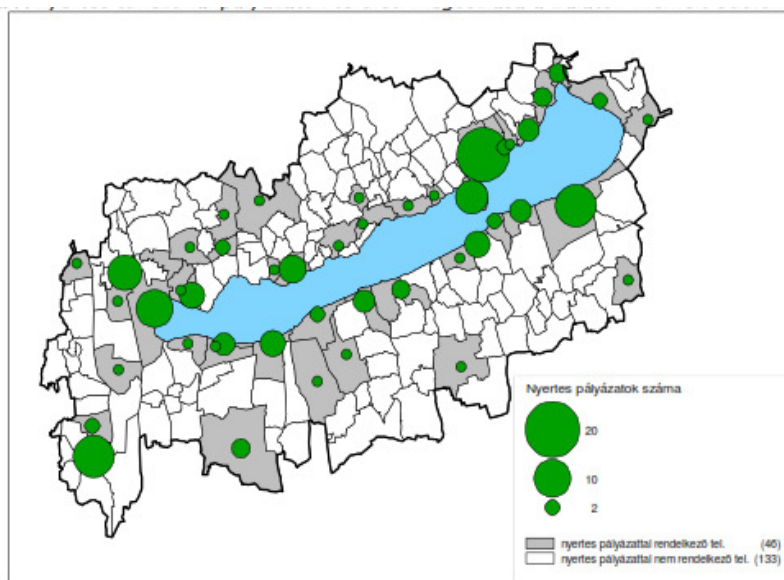 Nyertes pályázatok száma
20
10
2
nyertes pályázattal rendelkező tel. (46)
nyertes pályázattal nem rendelkező tel. (133)